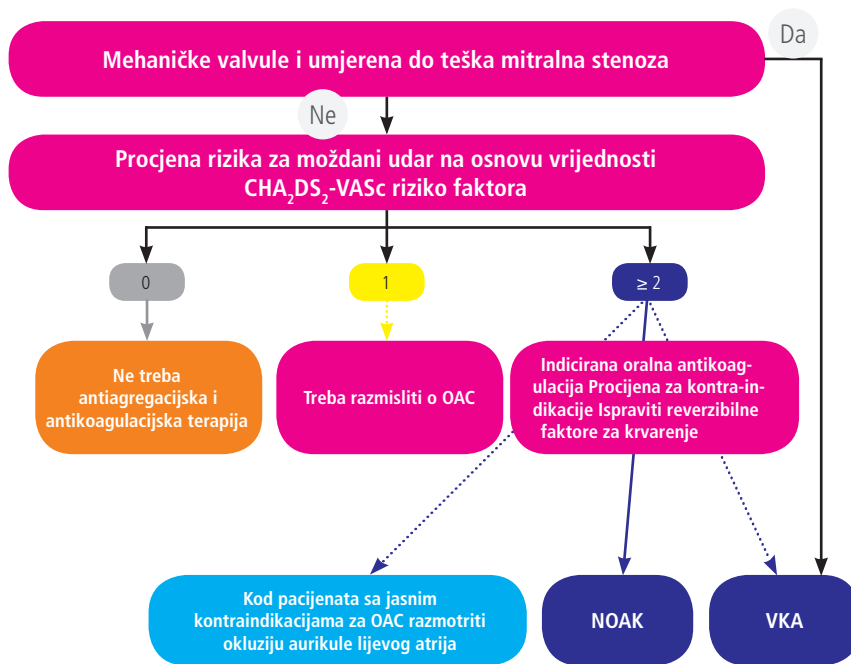 Da
Mehaničke valvule i umjerena do teška mitralna stenoza
Ne
Procjena rizika za moždani udar na osnovu vrijednosti
CHA₂DS₂-VASc riziko faktora
0
1
≥ 2
Ne treba
antiagregacijska i
antikoagulacijska terapija
Treba razmisliti o OAC
Indicirana oralna antikoag-
ulacija Procijena za kontra-in-
dikacije Ispraviti reverzibilne
faktore za krvarenje
Kod pacijenata sa jasnim
kontraindikacijama za OAC razmotriti
okluziju aurikule lijevog atrija
NOAK
VKA